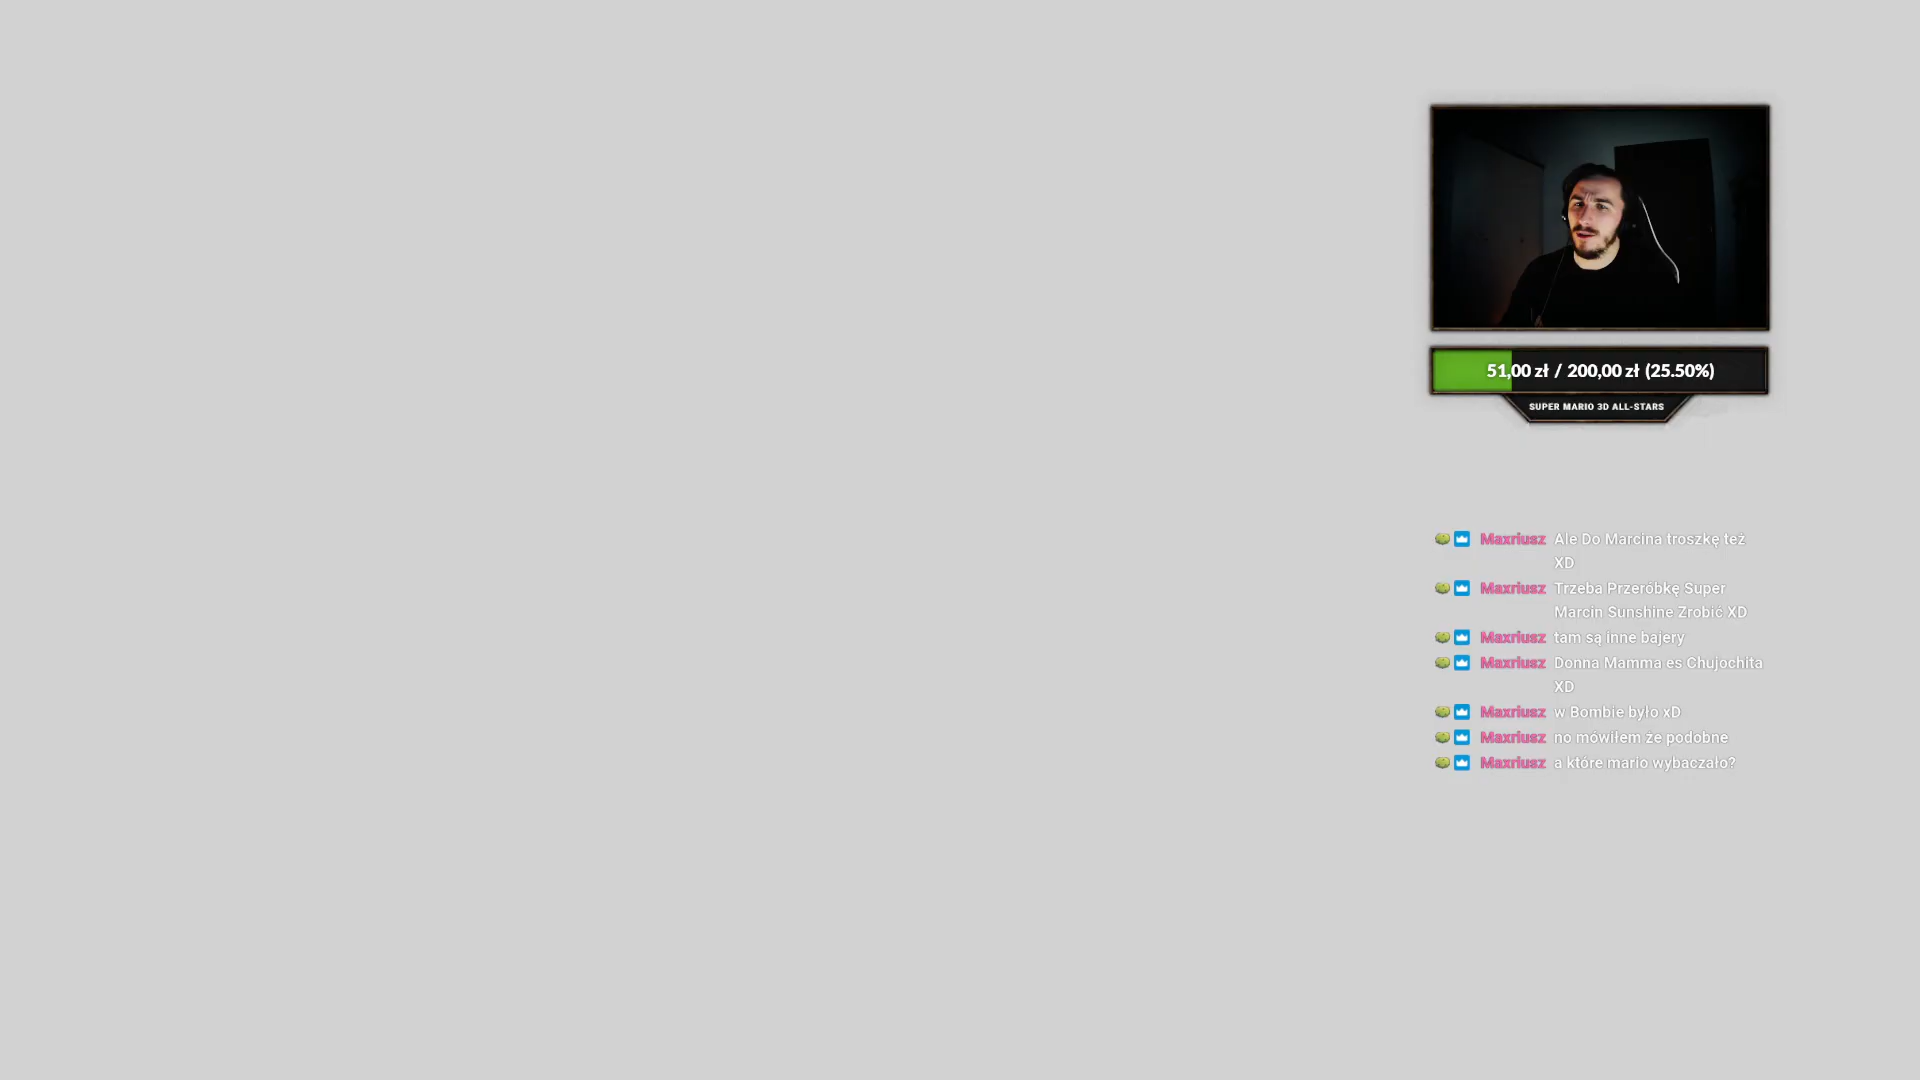 51,00 zł / 200,00 zł (25.50%)
SUPER MARIO 3D ALL-STARS
Maxriusz Ale Do Marcina troszkę też
XD
Maxriusz Trzeba Przeróbkę Super
Marcin Sunshine Zrobić XD
Maxriusz tam są inne bajery
Maxriusz Donna Mamma es Chujochita
XD
Maxriusz w Bombie było xD
Maxriusz no mówiłem że podobne
Maxriusz a które mario wybaczało?